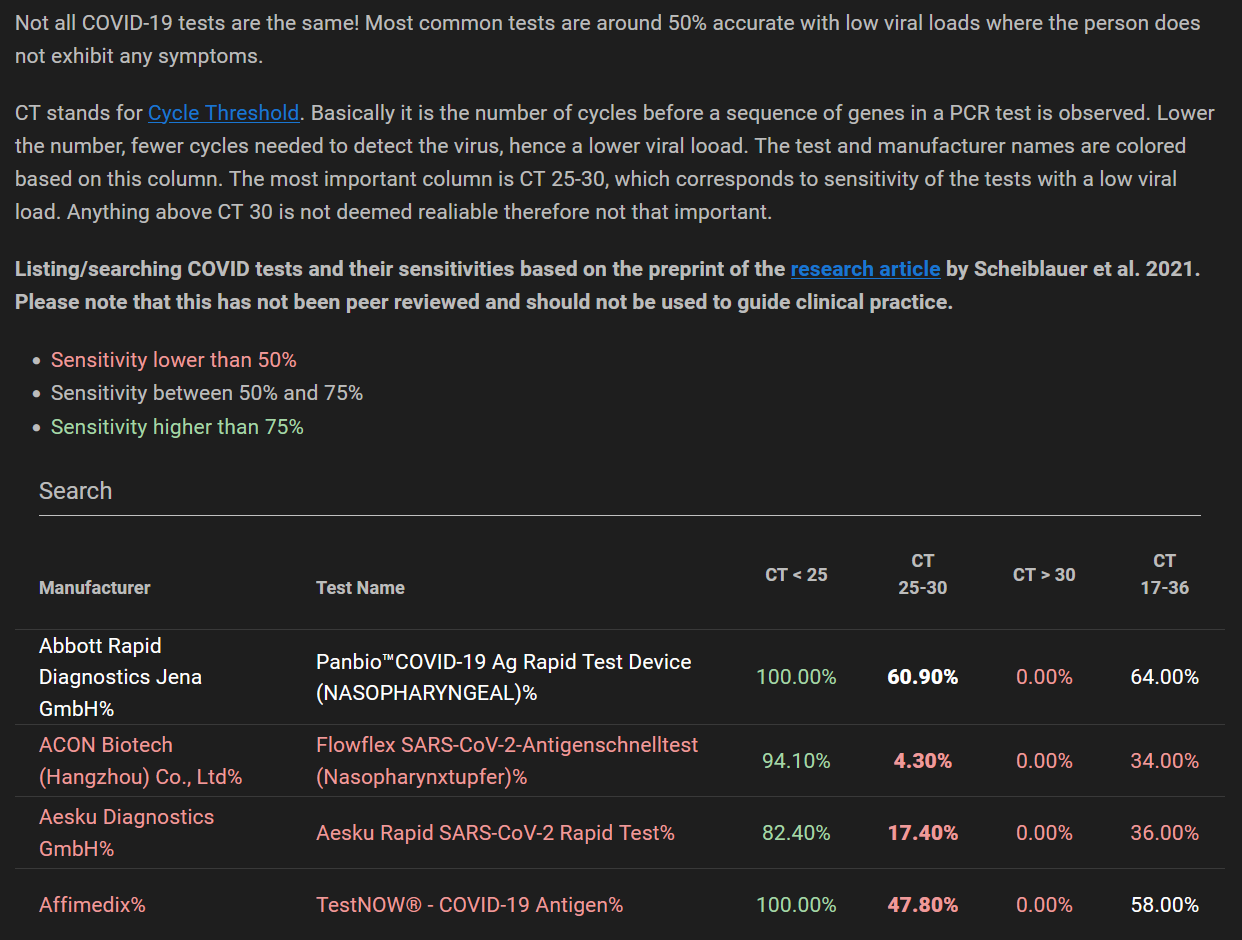 Not all COVID-19 tests are the same! Most common tests are around 50% accurate with low viral loads where the person does
not exhibit any symptoms.
CT stands for Cycle Threshold. Basically it is the number of cycles before a sequence of genes in a PCR test is observed. Lower
the number, fewer cycles needed to detect the virus, hence a lower viral looad. The test and manufacturer names are colored
based on this column. The most important column is CT 25-30, which corresponds to sensitivity of the tests with a low viral
load. Anything above CT 30 is not deemed realiable therefore not that important.
Listing/searching COVID tests and their sensitivities based on the preprint of the research article by Scheiblauer et al. 2021.
Please note that this has not been peer reviewed and should not be used to guide clinical practice.
• Sensitivity lower than 50%
• Sensitivity between 50% and 75%
• Sensitivity higher than 75%
Search
Manufacturer Test Name CT < 25 CT 25-30 CT > 30 CT 17-36
Abbott Rapid
Diagnostics Jena
GmbH%
Panbio™COVID-19 Ag Rapid Test Device
(NASOPHARYNGEAL)%
100.00% 60.90% 0.00% 64.00%
ACON Biotech
(Hangzhou) Co., Ltd%
Flowflex SARS-CoV-2-Antigenschnelltest
(Nasopharynxtupfer)%
94.10% 4.30% 0.00% 34.00%
Aesku Diagnostics
GmbH%
Aesku Rapid SARS-CoV-2 Rapid Test%
82.40% 17.40% 0.00% 36.00%
Affimedix% TestNOW® - COVID-19 Antigen% 100.00% 47.80% 0.00% 58.00%